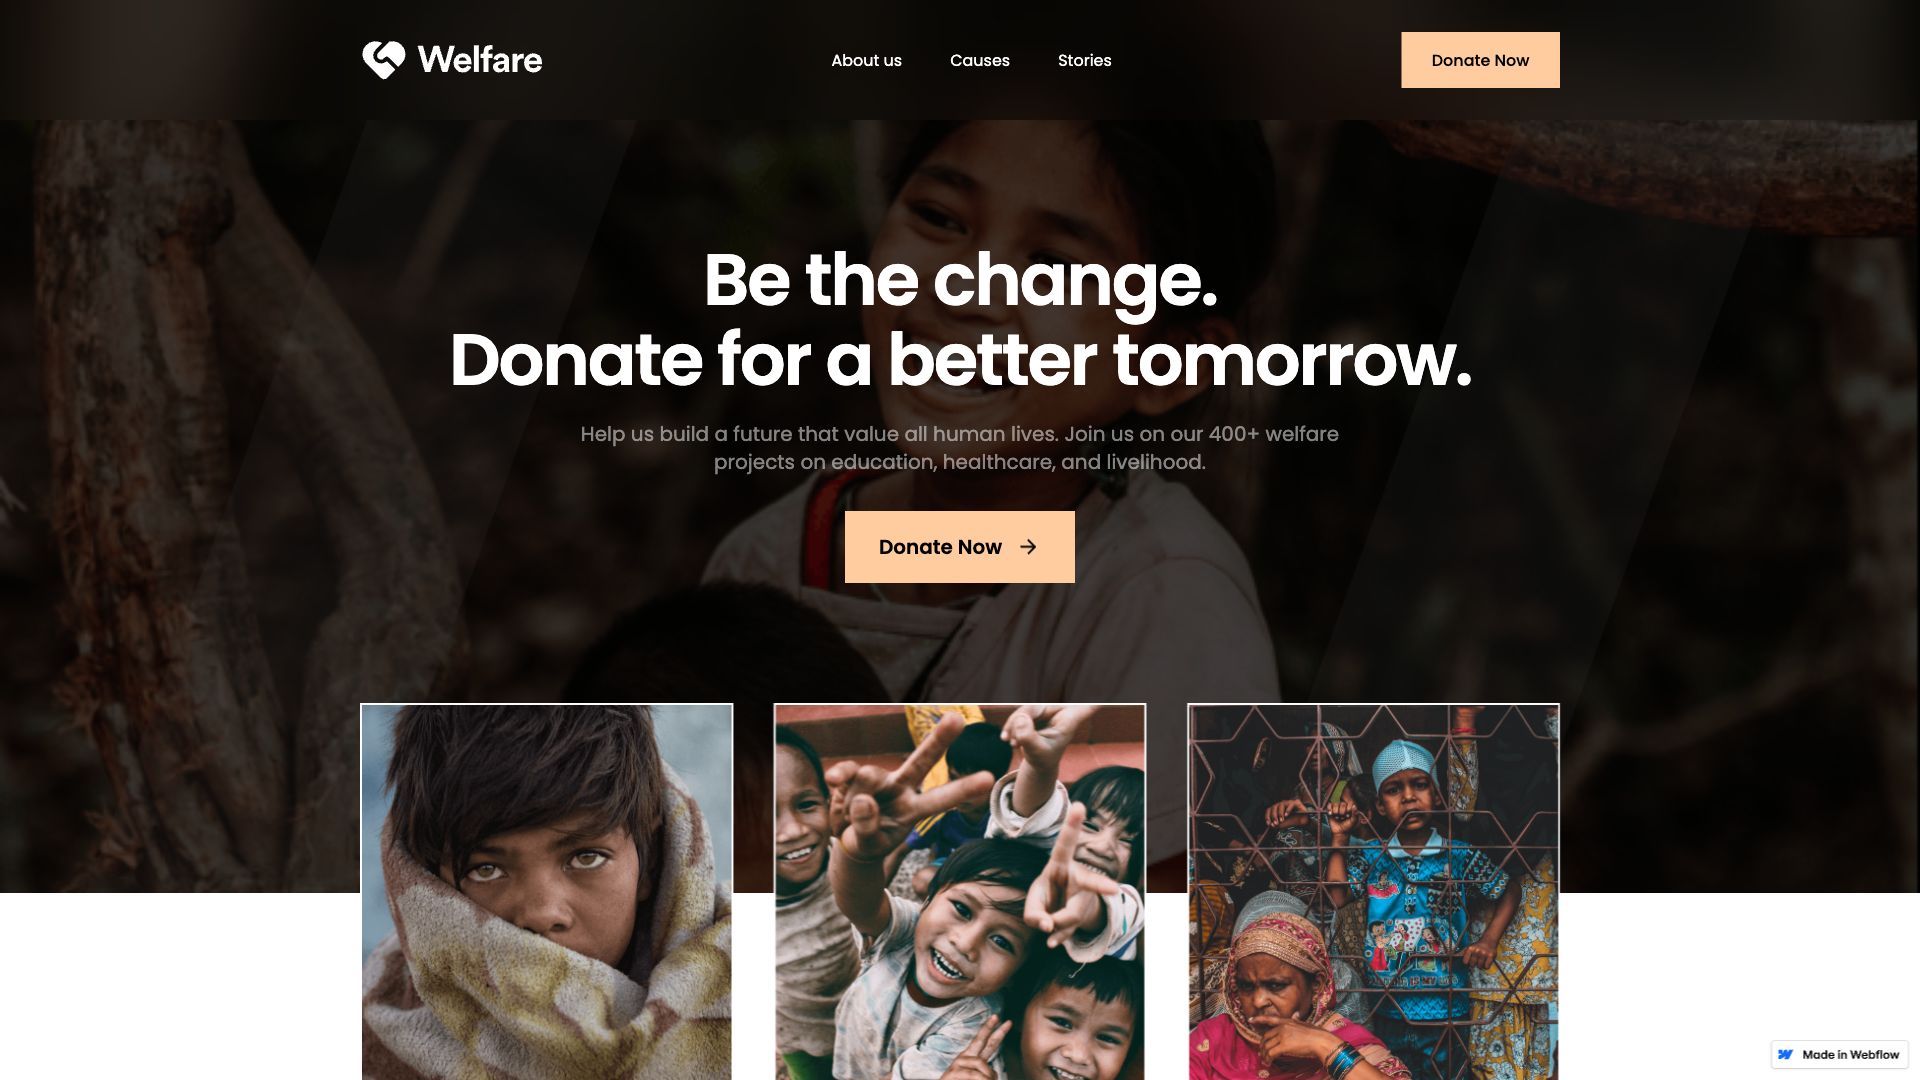 Welfare
About us
Causes
Stories
Donate Now
Be the change.
Donate for a better tomorrow.
Help us build a future that value all human lives. Join us on our 400+ welfare
projects on education, healthcare, and livelihood.
Donate Now
Made in Webflow